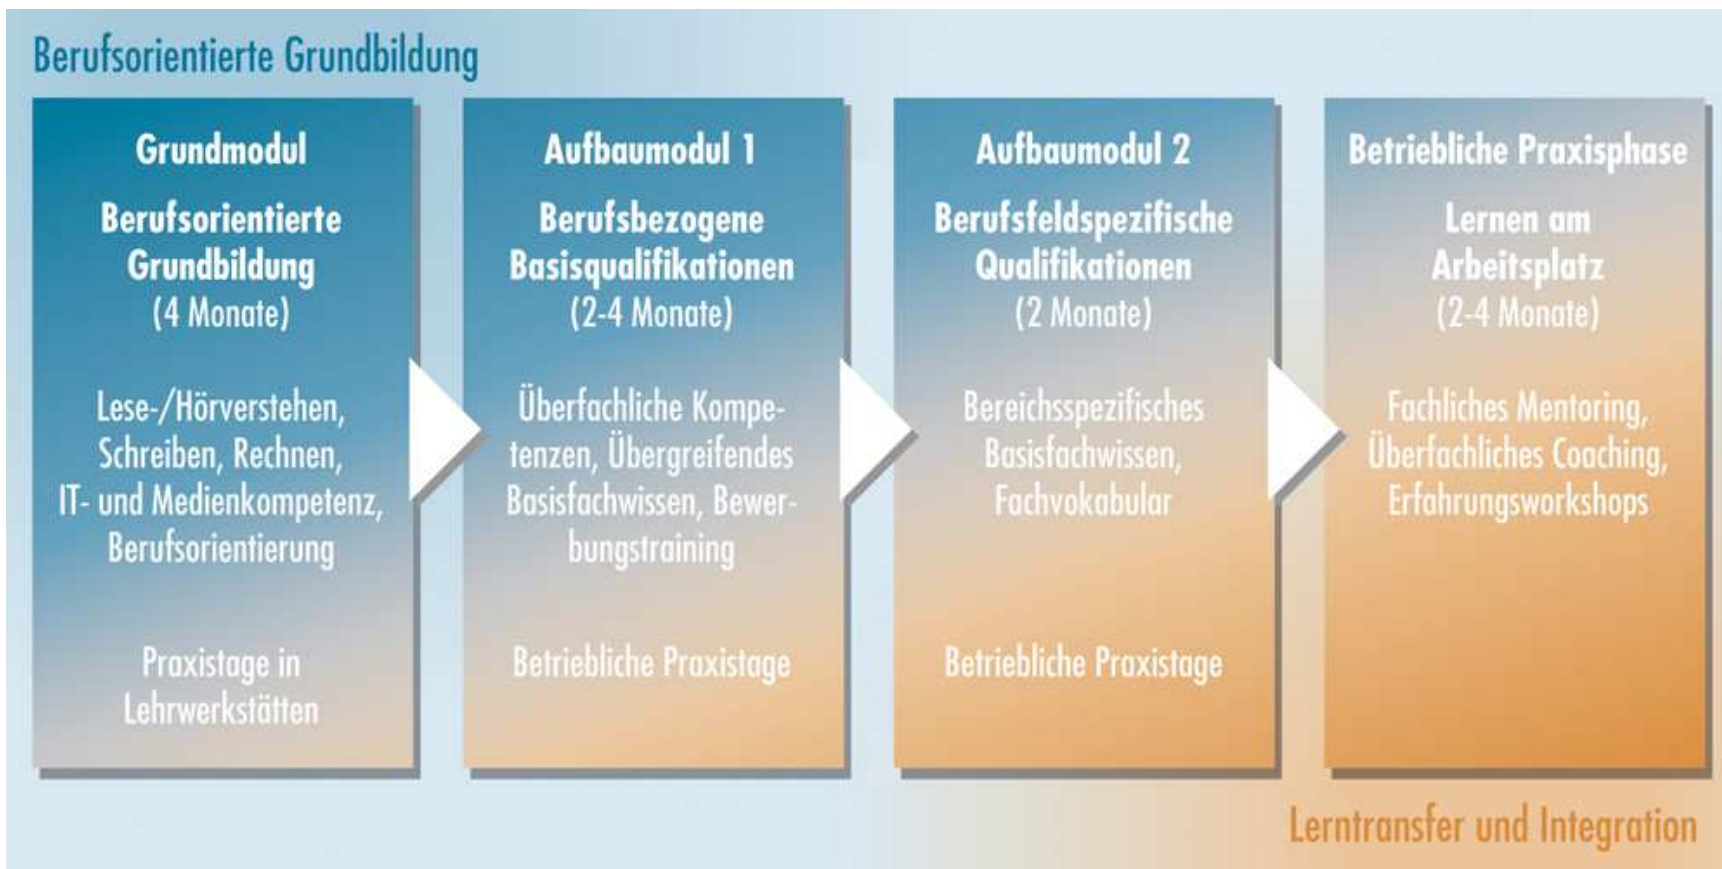 Berufsorientierte Grundbildung
Grundmodul
Berufsorientierte
Grundbildung
(4 Monate)
Lese-/Hörverstehen,
Schreiben, Rechnen,
IT- und Medienkompetenz,
Berufsorientierung
Praxistage in
Lehrwerkstätten
Aufbaumodul 1
Berufsbezogene
Basisqualifikationen
(2-4 Monate)
Überfachliche Kompe-
tenzen, Übergreifendes
Basisfachwissen, Bewer-
bungstraining
Betriebliche Praxistage
Aufbaumodul 2
Berufsfeldspezifische
Qualifikationen
(2 Monate)
Bereichsspezifisches
Basisfachwissen,
Fachvokabular
Betriebliche Praxistage
Betriebliche Praxisphase
Lernen am
Arbeitsplatz
(2-4 Monate)
Fachliches Mentoring,
Überfachliches Coaching,
Erfahrungsworkshops
Lerntransfer und Integration